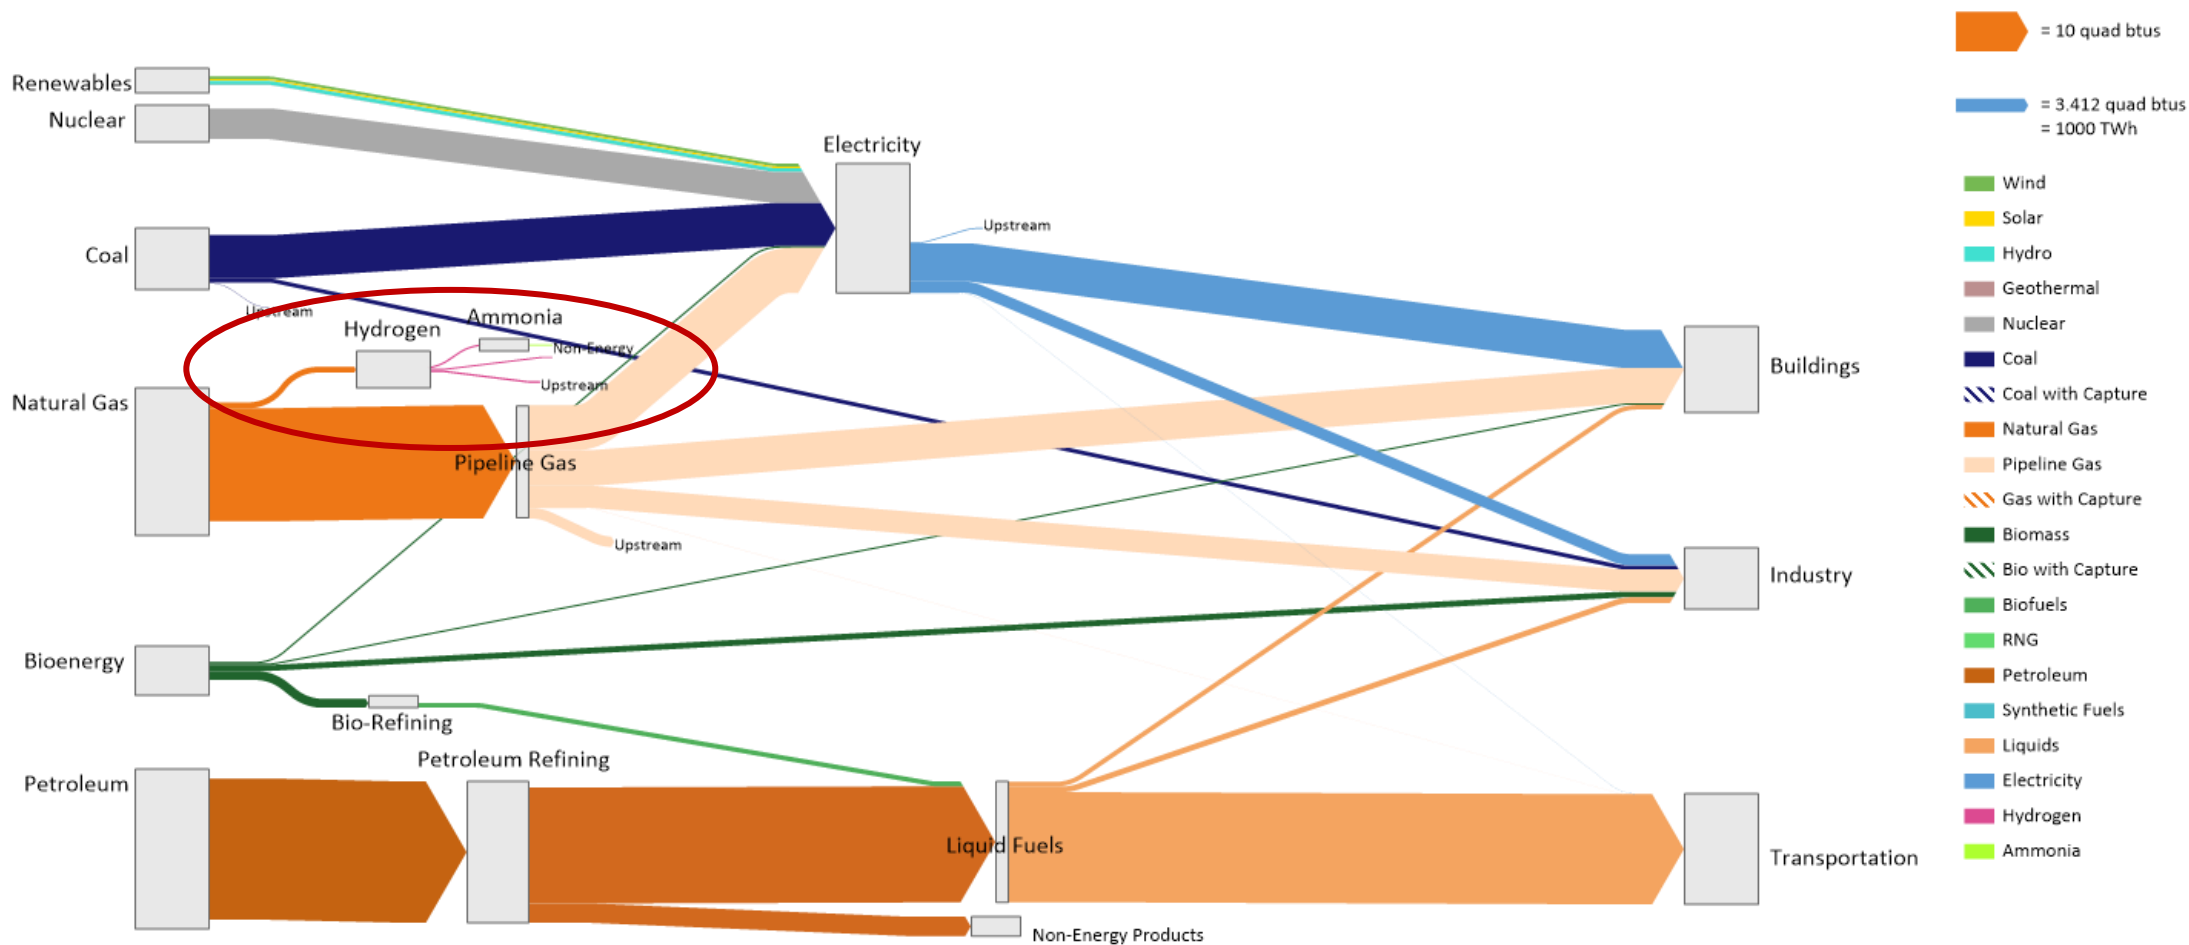 Renewables
Nuclear
Coal
Upstream
Hydrogen
Ammonia
Non-Energy
Upstream
Natural Gas
Pipeline Gas
Upstream
Bioenergy
Bio-Refining
Petroleum
Petroleum Refining
Liquid Fuels
Non-Energy Products
Electricity
Upstream
Buildings
Industry
Transportation
= 10 quad btus
= 3.412 quad btus
= 1000 TWh
Wind
Solar
Hydro
Geothermal
Nuclear
Coal
Coal with Capture
Natural Gas
Pipeline Gas
Gas with Capture
Biomass
Bio with Capture
Biofuels
RNG
Petroleum
Synthetic Fuels
Liquids
Electricity
Hydrogen
Ammonia